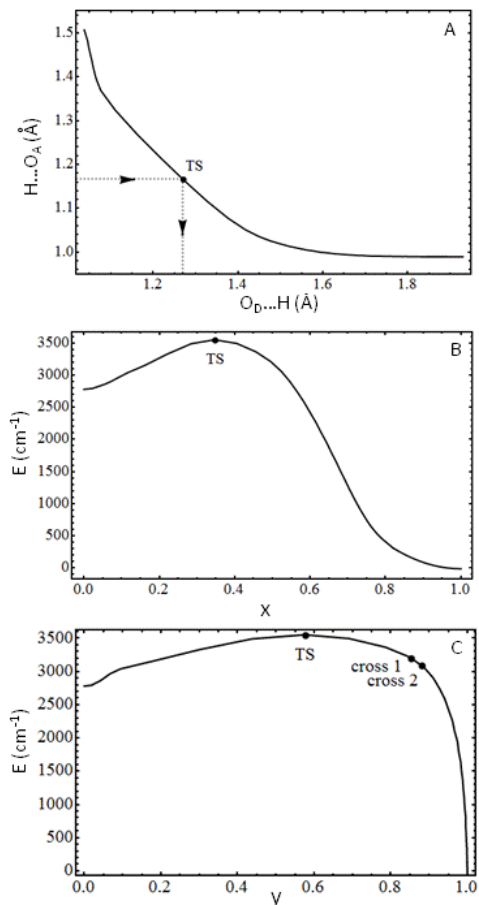 A
1.5
1.4
1.3
1.2
1.1
1.0
H...O_A (Å)
TS
1.2 1.4 1.6 1.8
O_D...H (Å)
B
3500
3000
2500
2000
1500
1000
500
0
E (cm⁻¹)
TS
0.0 0.2 0.4 0.6 0.8 1.0
X
C
3500
3000
2500
2000
1500
1000
500
0
E (cm⁻¹)
TS
cross 1
cross 2
0.0 0.2 0.4 0.6 0.8 1.0
V